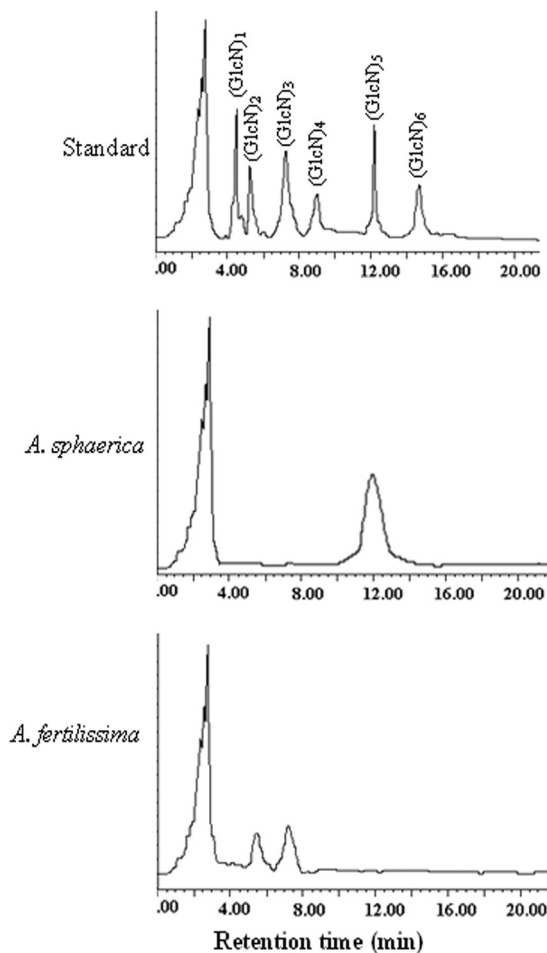 (GlcN)1
(GlcN)2
(GlcN)3
(GlcN)4
(GlcN)5
(GlcN)6
Standard
.00 4.00 8.00 12.00 16.00 20.00
A. sphaerica
.00 4.00 8.00 12.00 16.00 20.00
A. fertilissima
.00 4.00 8.00 12.00 16.00 20.00
Retention time (min)